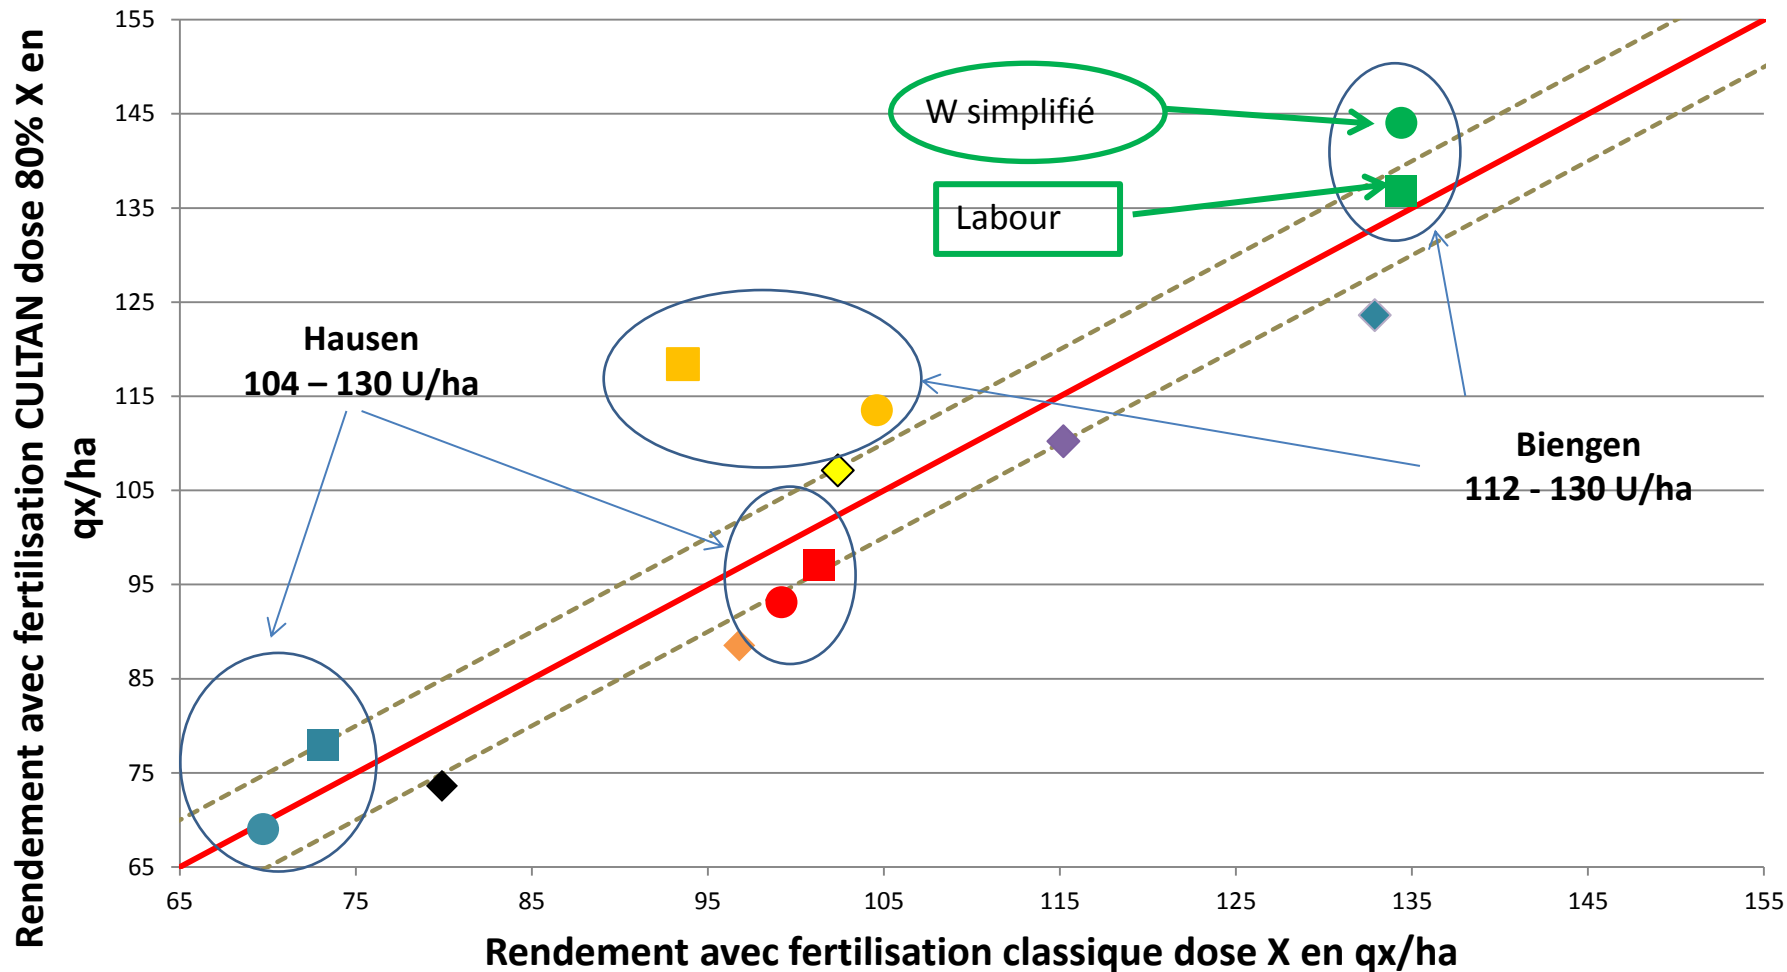 Rendement avec fertilisation CULTAN dose 80% X en
qx/ha
155
145
135
125
115
105
95
85
75
65
W simplifié
Labour
Hausen
104 – 130 U/ha
Biengen
112 - 130 U/ha
65 75 85 95 105 115 125 135 145 155
Rendement avec fertilisation classique dose X en qx/ha